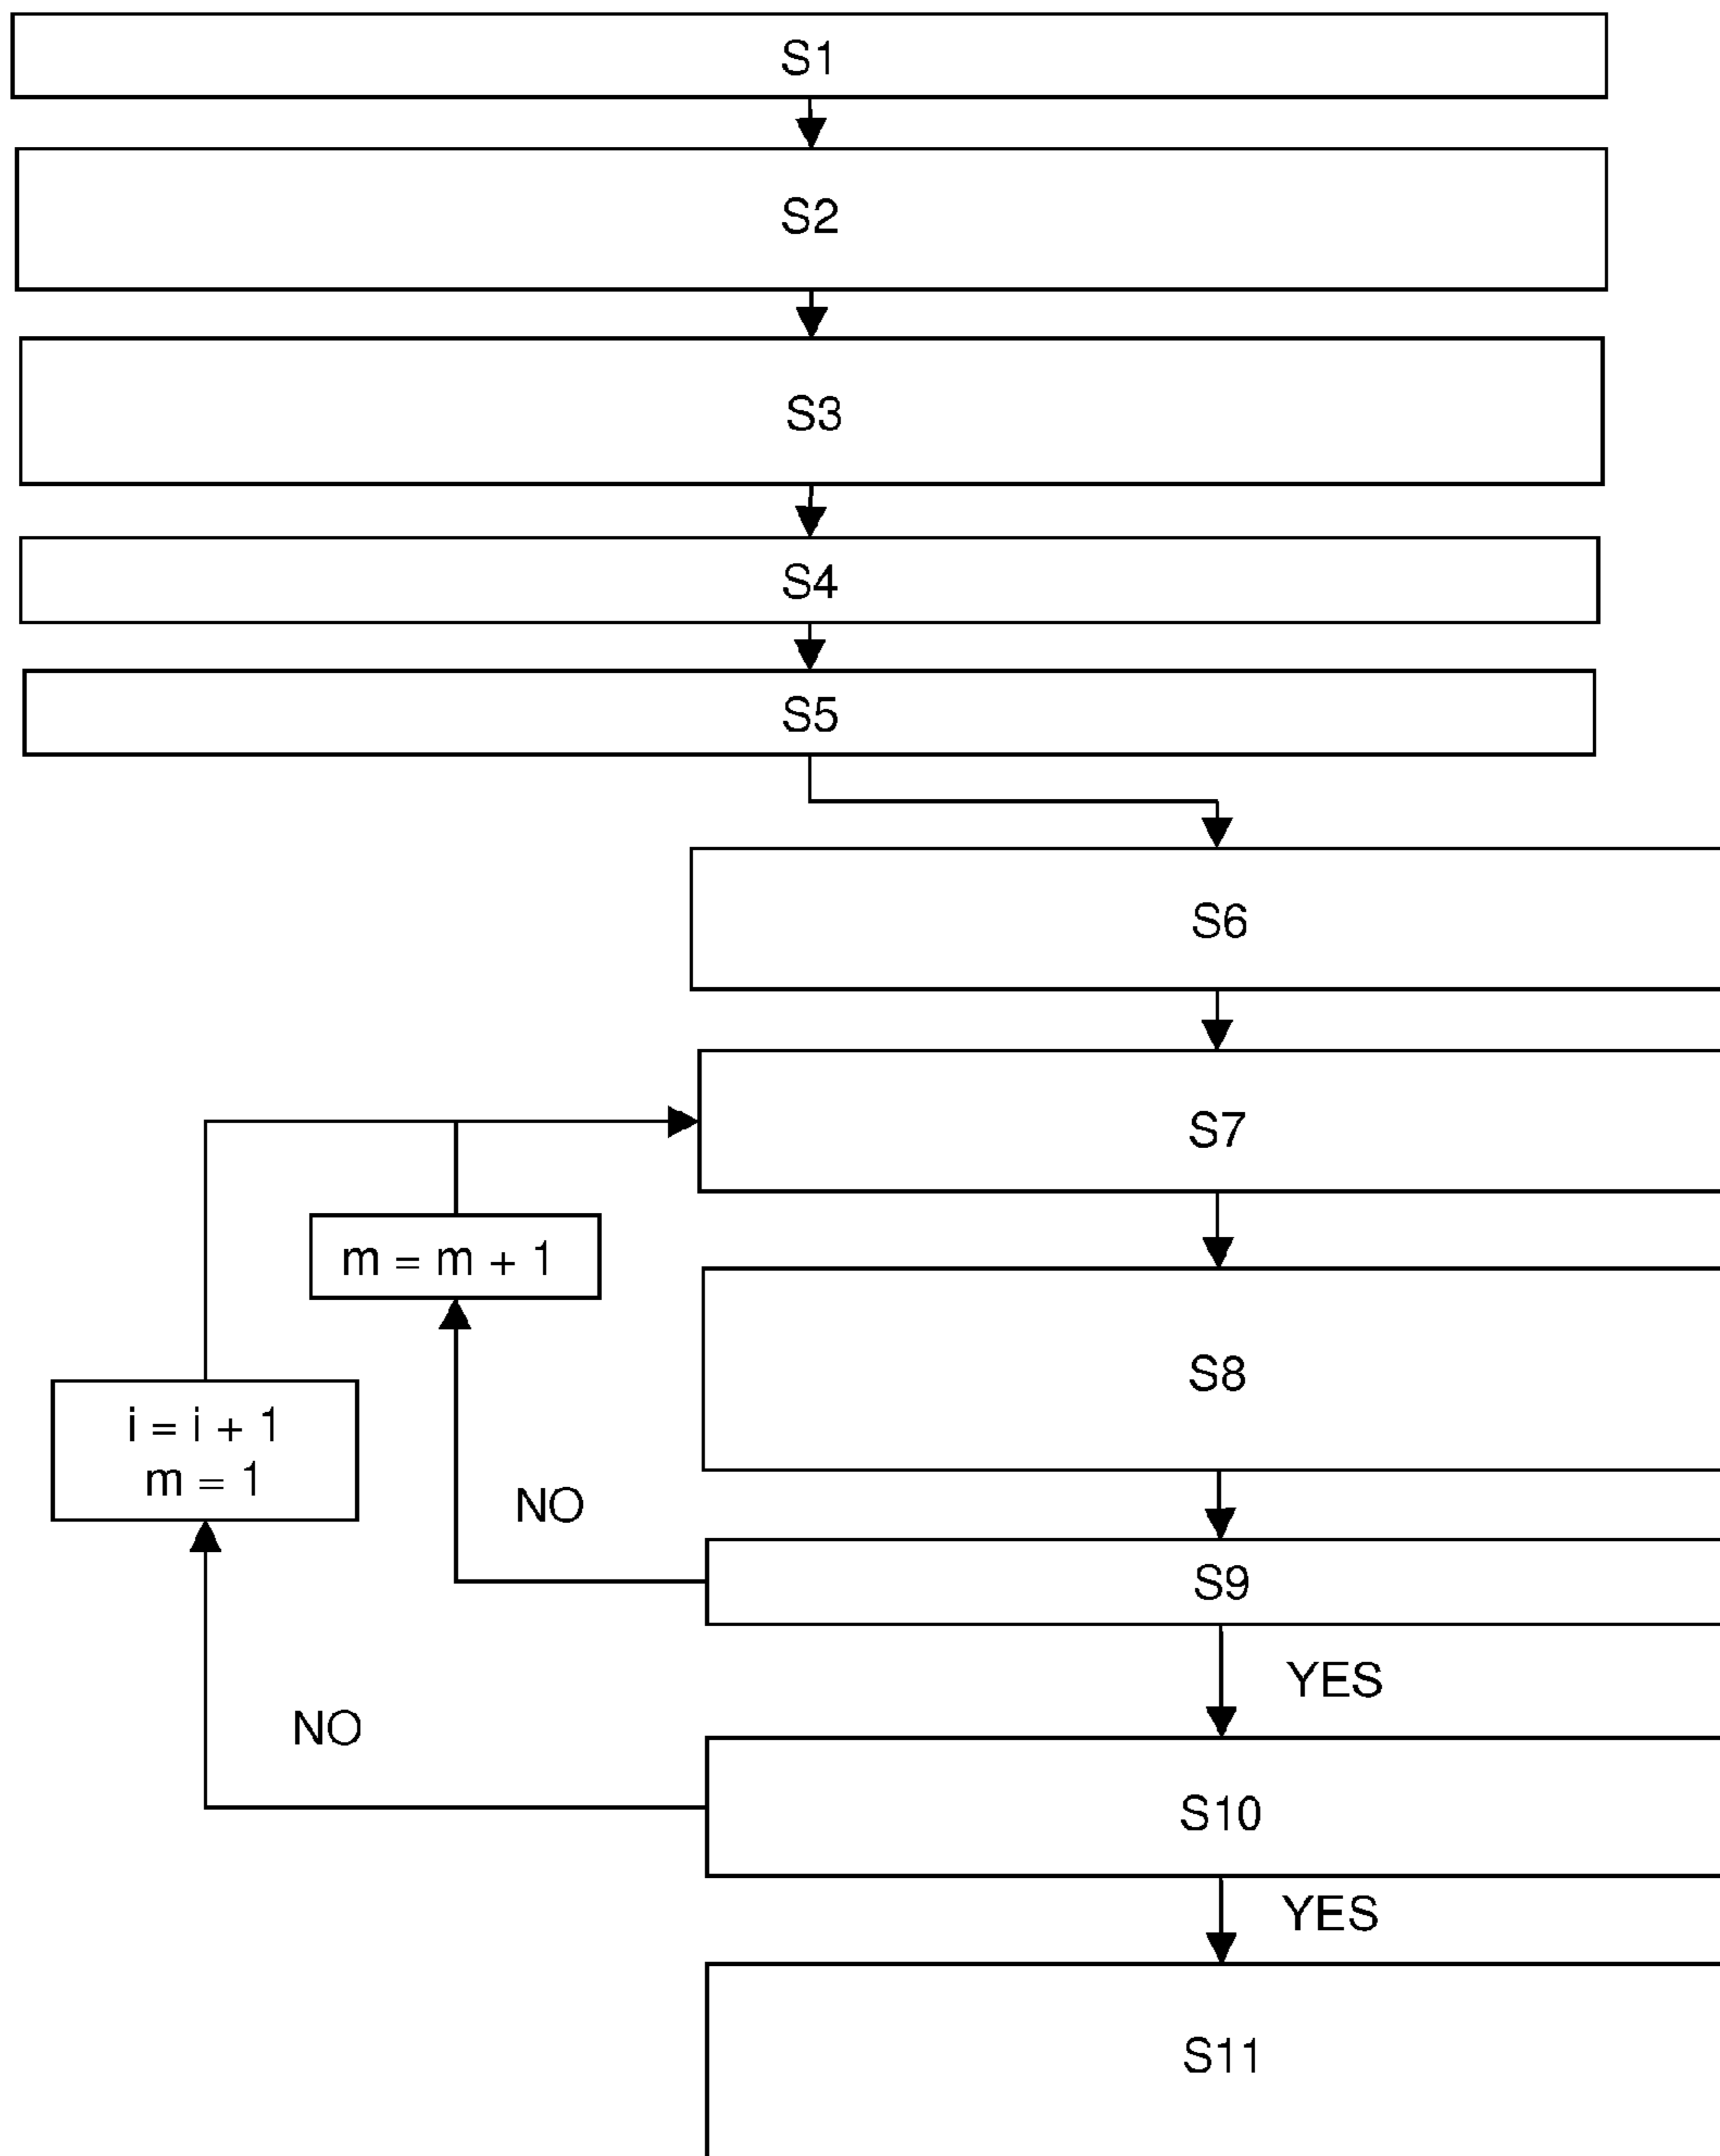 S1
S2
S3
S4
S5
S6
S7
m = m + 1
S8
i = i + 1
m = 1
NO
S9
YES
NO
S10
YES
S11